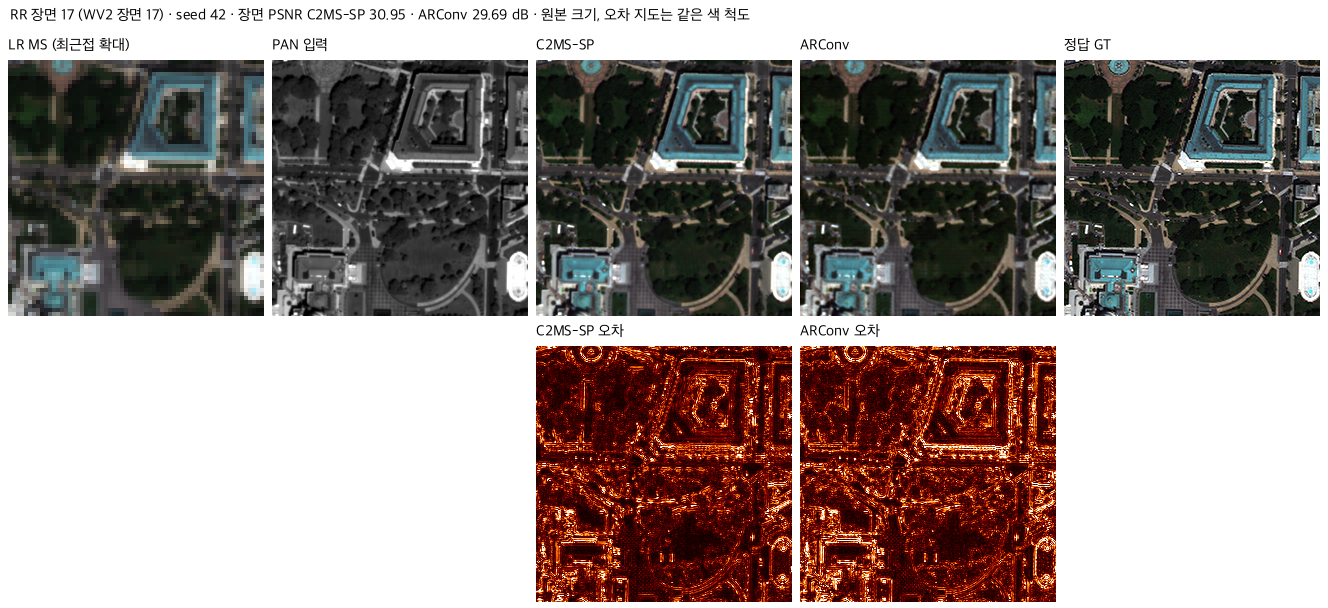 RR 장면 17 (WV2 장면 17) · seed 42 · 장면 PSNR C2MS-SP 30.95 · ARConv 29.69 dB · 원본 크기, 오차 지도는 같은 색 척도
LR MS (최근접 확대)
PAN 입력
C2MS-SP
ARConv
정답 GT
C2MS-SP 오차
ARConv 오차